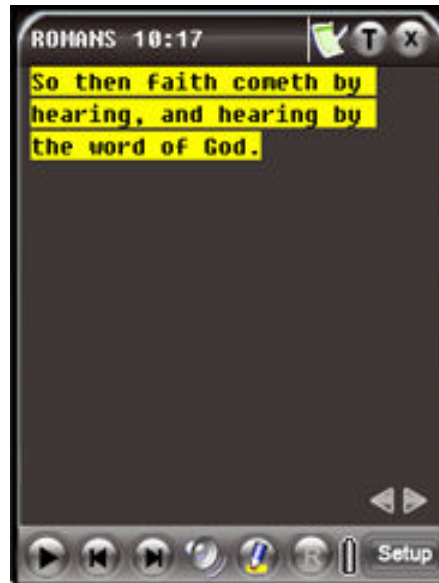 ROMANS 10:17
T X
So then faith cometh by
hearing, and hearing by
the word of God.
R
Setup